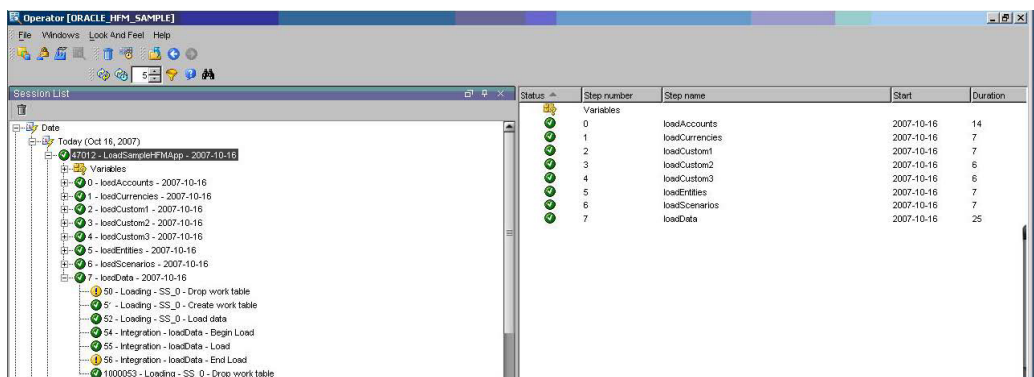 Operator [ORACLE_HFM_SAMPLE]
File Windows Look And Feel Help
5
Session List
Date
Today (Oct 16, 2007)
47012 - LoadSampleHFMApp - 2007-10-16
Variables
0 - loadAccounts - 2007-10-16
1 - loadCurrencies - 2007-10-16
2 - loadCustom1 - 2007-10-16
3 - loadCustom2 - 2007-10-16
4 - loadCustom3 - 2007-10-16
5 - loadEntities - 2007-10-16
6 - loadScenarios - 2007-10-16
7 - loadData - 2007-10-16
50 - Loading - SS_0 - Drop work table
51 - Loading - SS_0 - Create work table
52 - Loading - SS_0 - Load data
54 - Integration - loadData - Begin Load
55 - Integration - loadData - Load
56 - Integration - loadData - End Load
1000053 - Loading - SS_0 - Drop work table
Status Step number Step name Start Duration
Variables
0 loadAccounts 2007-10-16 14
1 loadCurrencies 2007-10-16 7
2 loadCustom1 2007-10-16 7
3 loadCustom2 2007-10-16 6
4 loadCustom3 2007-10-16 6
5 loadEntities 2007-10-16 7
6 loadScenarios 2007-10-16 7
7 loadData 2007-10-16 25